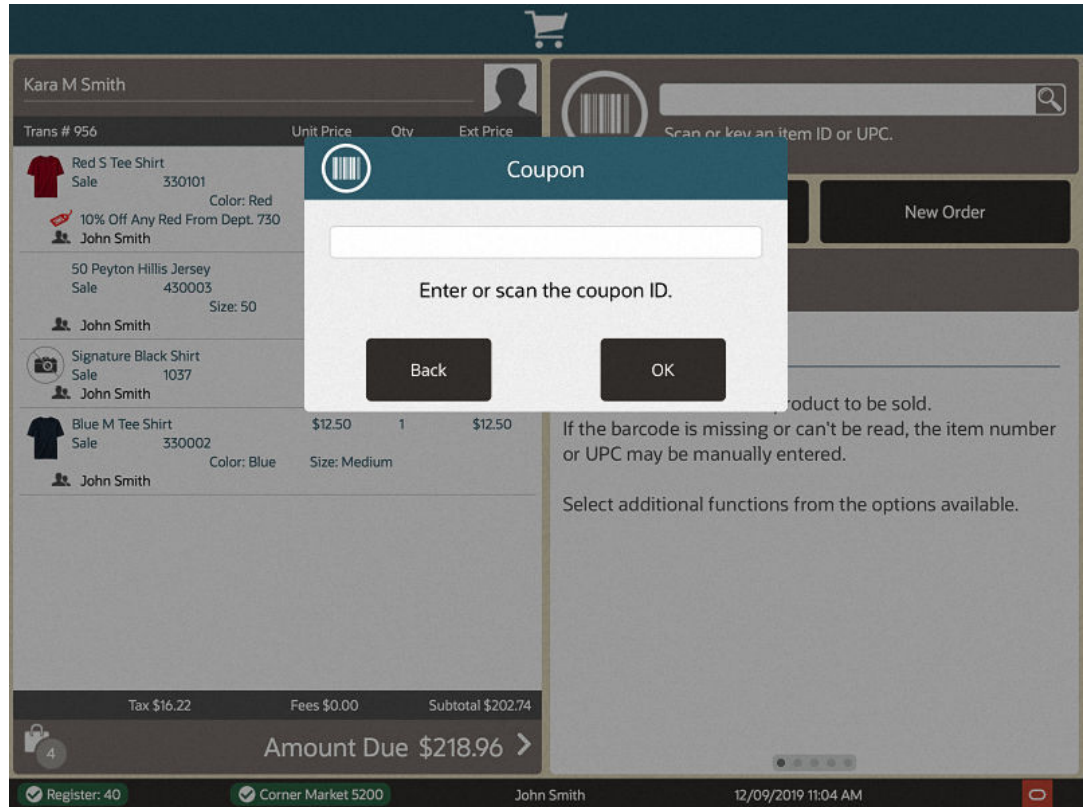 Kara M Smith
Trans # 956 Unit Price Qty Ext Price
Red S Tee Shirt
Sale 330101
Color: Red
10% Off Any Red From Dept. 730
John Smith
50 Peyton Hillis Jersey
Sale 430003
Size: 50
John Smith
Signature Black Shirt
Sale 1037
John Smith
Blue M Tee Shirt $12.50 1 $12.50
Sale 330002
Color: Blue Size: Medium
John Smith
Tax $16.22 Fees $0.00 Subtotal $202.74
4
Amount Due $218.96
Scan or key an item ID or UPC.
New Order
Coupon
Enter or scan the coupon ID.
Back OK
to be sold.
If the barcode is missing or can't be read, the item number
or UPC may be manually entered.
Select additional functions from the options available.
Register: 40 Corner Market 5200 John Smith 12/09/2019 11:04 AM